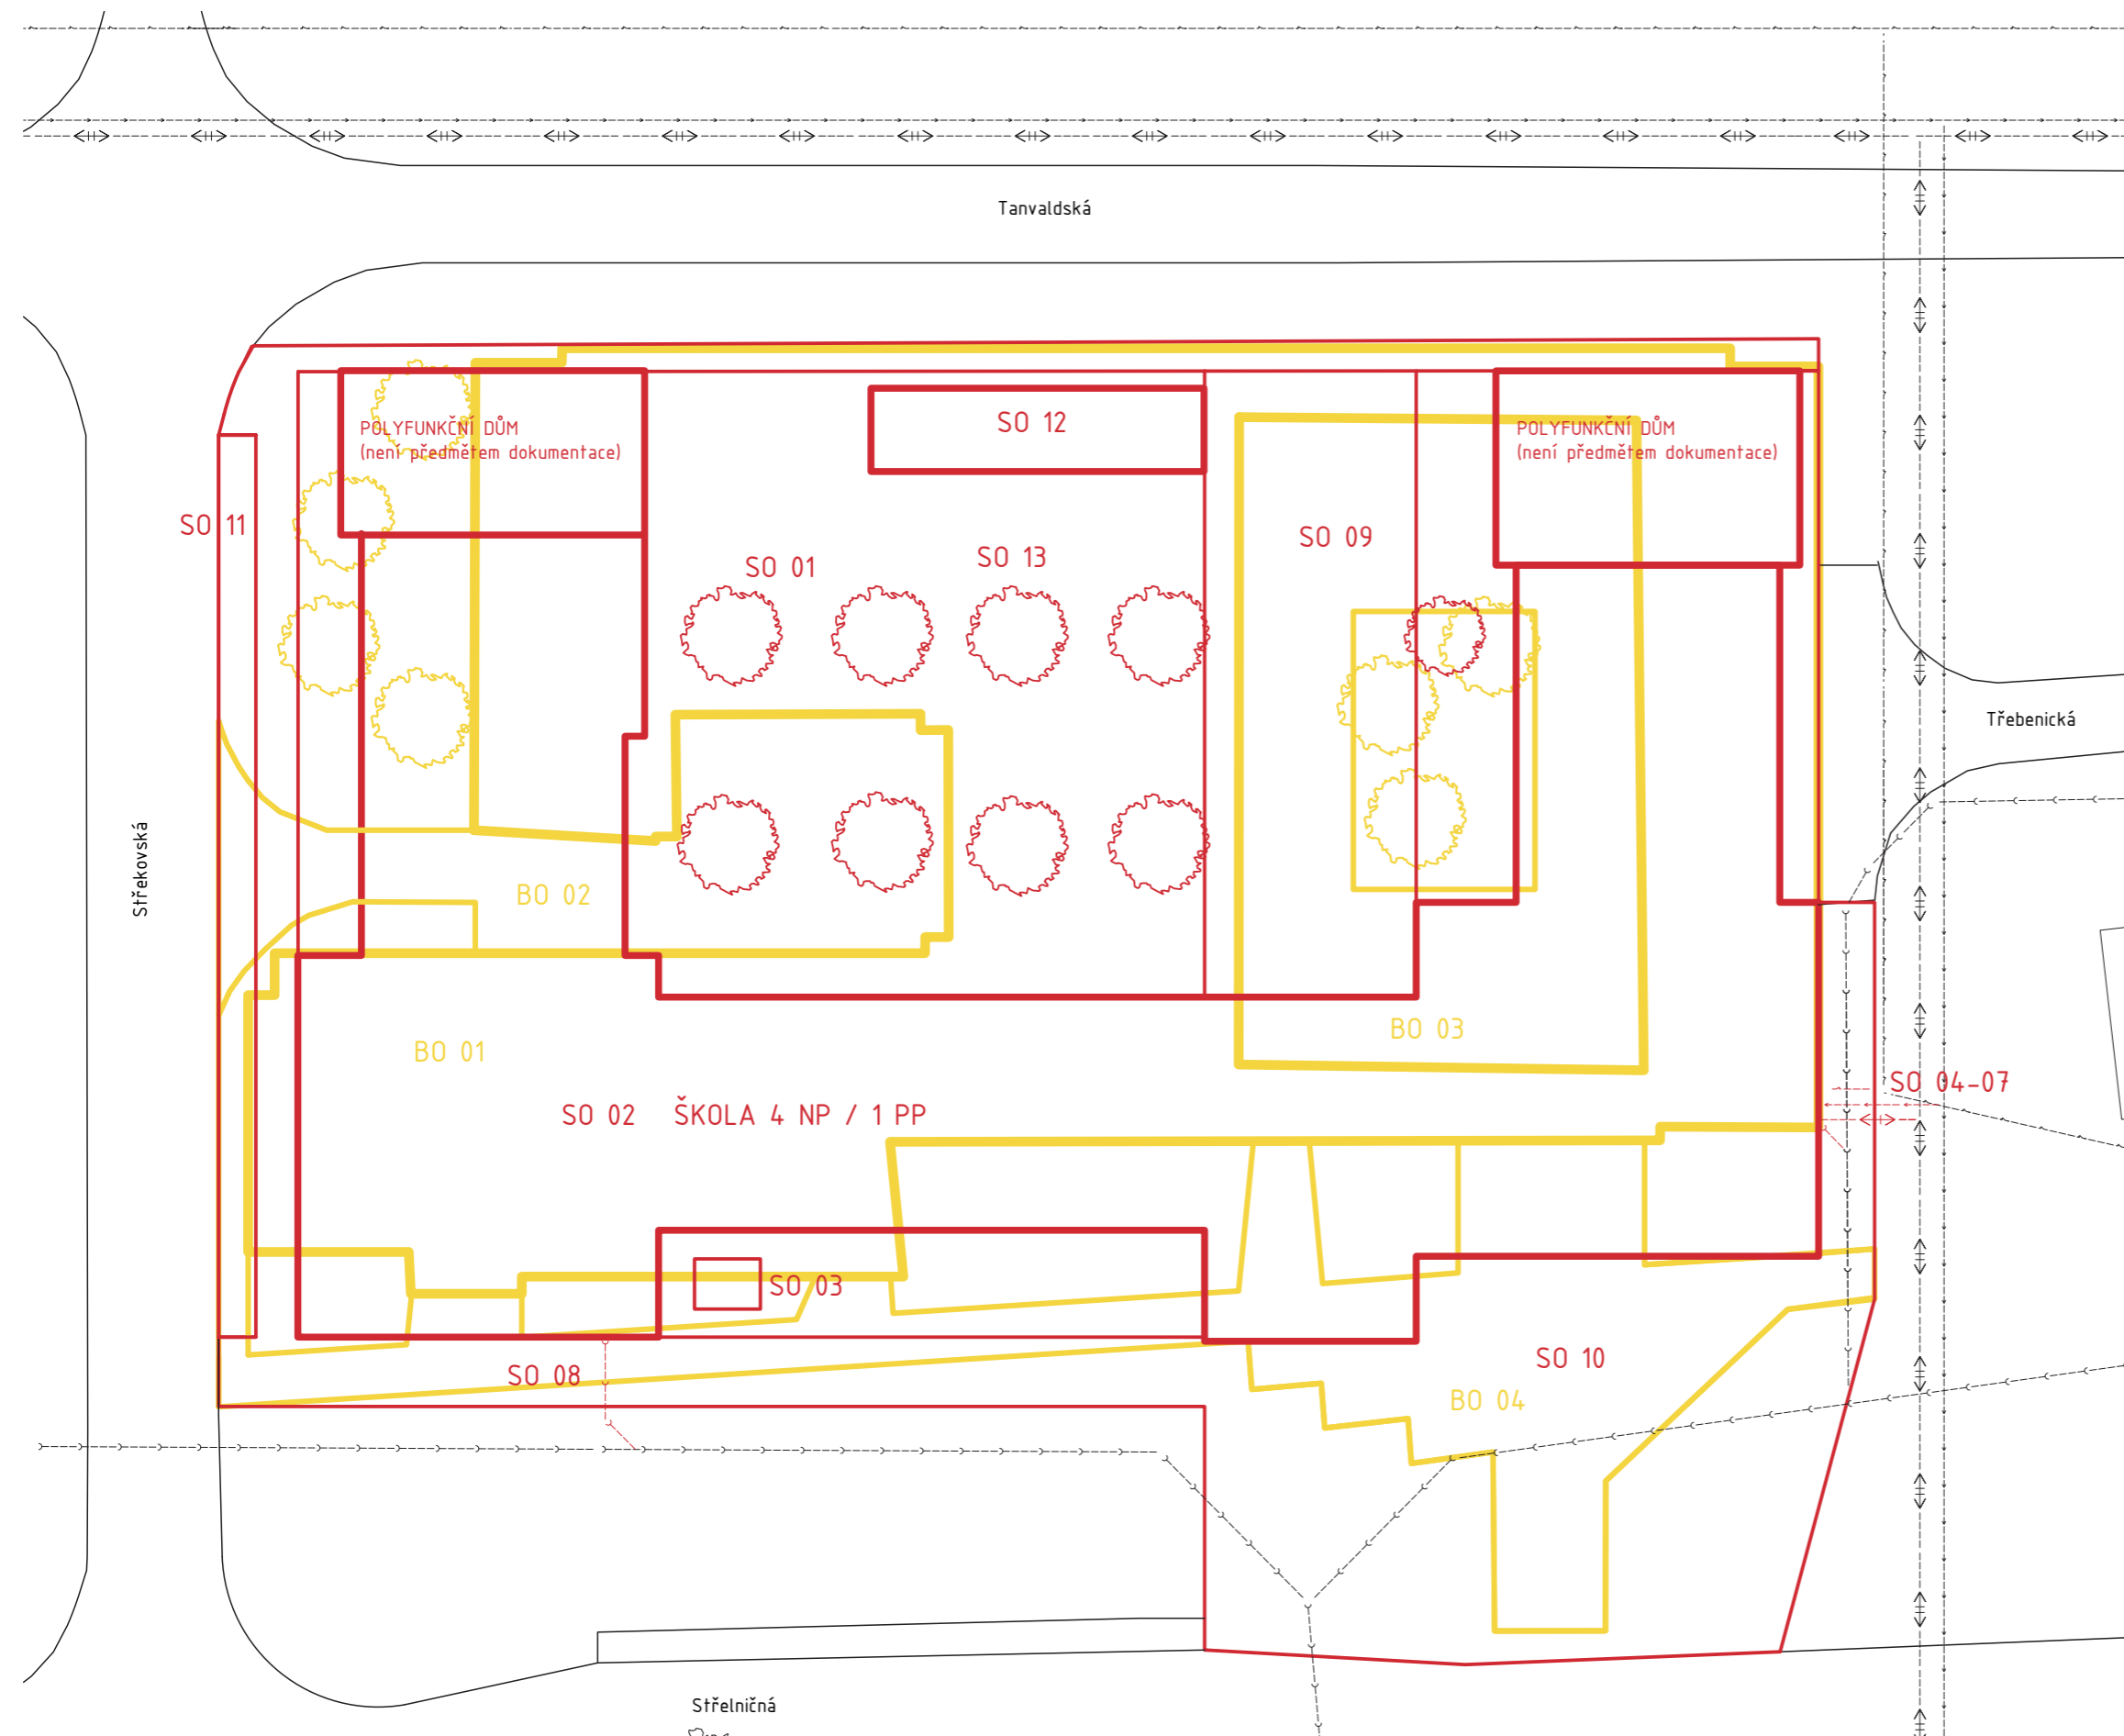 Tanvaldská
POLYFUNKČNÍ DŮM
(není předmětem dokumentace)
SO 12
POLYFUNKČNÍ DŮM
(není předmětem dokumentace)
SO 11
SO 09
SO 01
SO 13
Třebenická
Střekovská
BO 02
BO 03
BO 01
SO 04-07
SO 02 ŠKOLA 4 NP / 1 PP
SO 03
SO 08
SO 10
BO 04
Střelničná